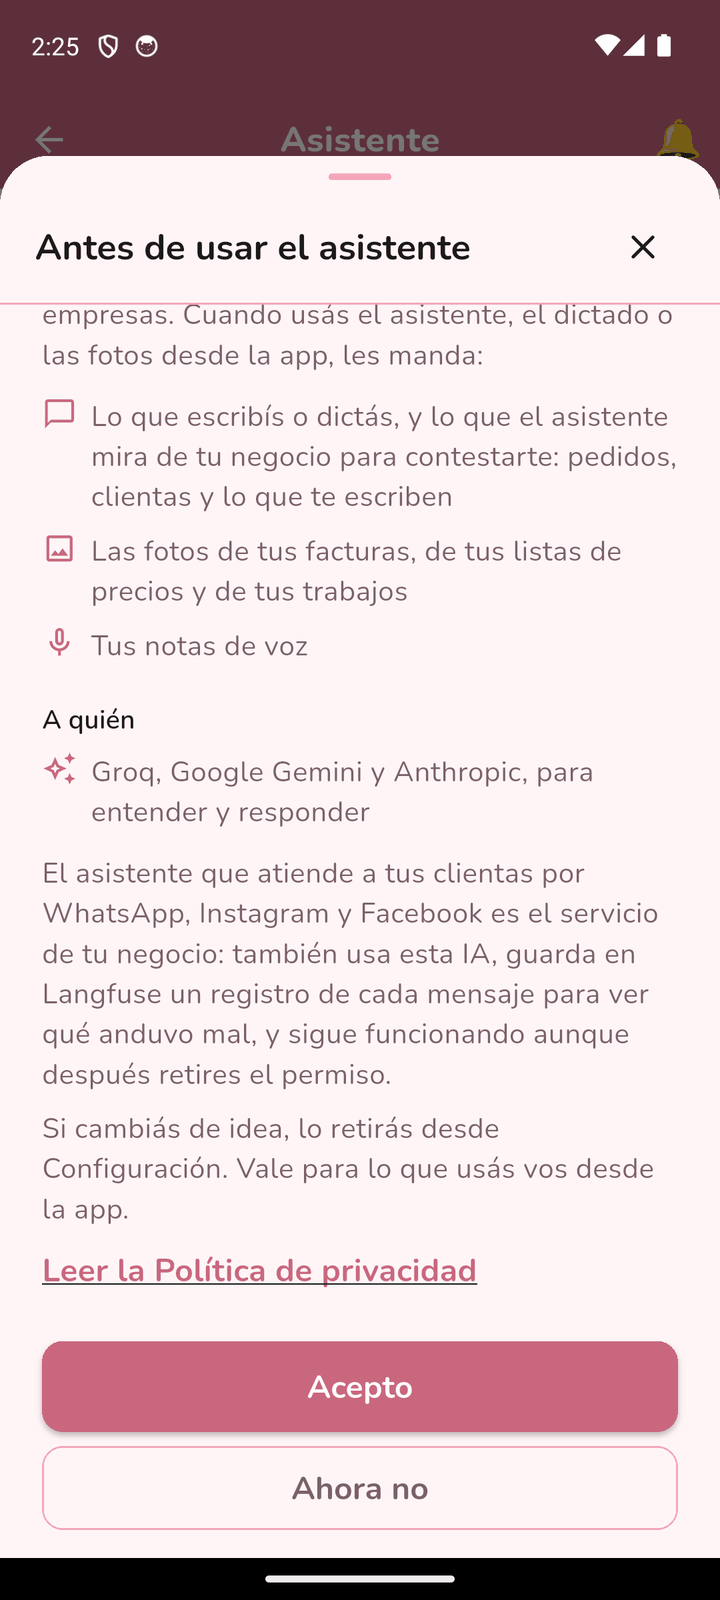 2:25
Asistente
Antes de usar el asistente
empresas. Cuando usás el asistente, el dictado o
las fotos desde la app, les manda:
Lo que escribís o dictás, y lo que el asistente
mira de tu negocio para contestarte: pedidos,
clientas y lo que te escriben
Las fotos de tus facturas, de tus listas de
precios y de tus trabajos
Tus notas de voz
A quién
Groq, Google Gemini y Anthropic, para
entender y responder
El asistente que atiende a tus clientas por
WhatsApp, Instagram y Facebook es el servicio
de tu negocio: también usa esta IA, guarda en
Langfuse un registro de cada mensaje para ver
qué anduvo mal, y sigue funcionando aunque
después retires el permiso.
Si cambiás de idea, lo retirás desde
Configuración. Vale para lo que usás vos desde
la app.
Leer la Política de privacidad
Acepto
Ahora no